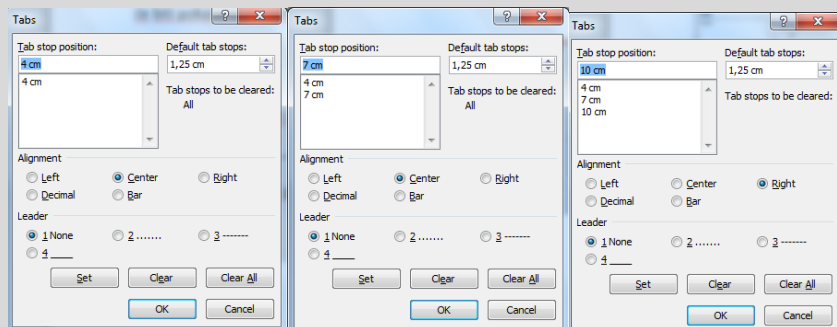 Tabs
Tab stop position:
Default tab stops:
4 cm
1,25 cm
4 cm
Tab stops to be cleared:
All
Alignment
Left
Center
Right
Decimal
Bar
Leader
1 None
2 .......
3 -------
4 ____
Set
Clear
Clear All
OK
Cancel
Tabs
Tab stop position:
Default tab stops:
7 cm
1,25 cm
4 cm
7 cm
Tab stops to be cleared:
All
Alignment
Left
Center
Right
Decimal
Bar
Leader
1 None
2 .......
3 -------
4 ____
Set
Clear
Clear All
OK
Cancel
Tabs
Tab stop position:
Default tab stops:
10 cm
1,25 cm
4 cm
7 cm
10 cm
Tab stops to be cleared:
Alignment
Left
Center
Right
Decimal
Bar
Leader
1 None
2 .......
3 -------
4 ____
Set
Clear
Clear All
OK
Cancel